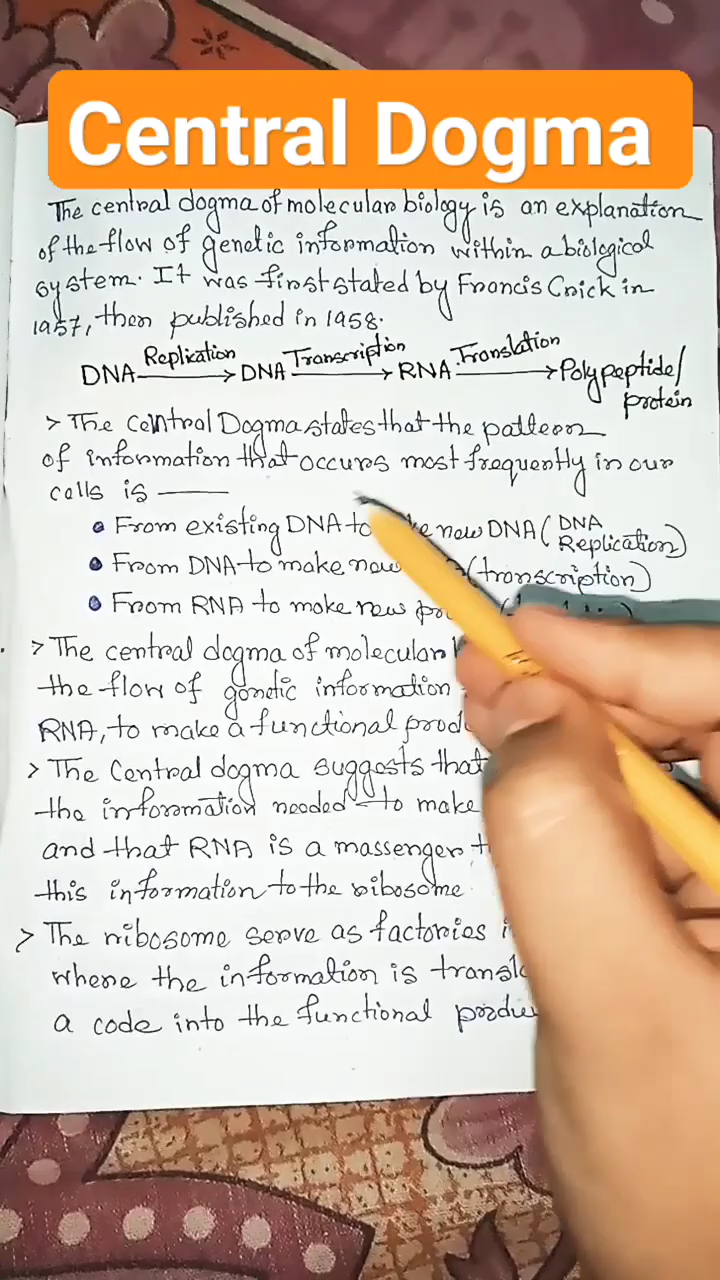 Central Dogma
The central dogma of molecular biology is an explanation
of the flow of genetic information within a biological
system. It was first stated by Francis Crick in
1957, then published in 1958.
DNA Replication DNA Transcription RNA Translation Polypeptide/
protein
> The central Dogma states that the pattern
of information that occurs most frequently in our
cells is
• From existing DNA to new DNA (DNA
Replication)
• From DNA to make new (transcription)
• From RNA to make new
> The central dogma of molecular
the flow of genetic information
RNA, to make a functional
> The Central dogma suggests that
the information needed to make
and that RNA is a massenger
this information to the ribosome
> The ribosome serve as factories
where the information is
a code into the functional